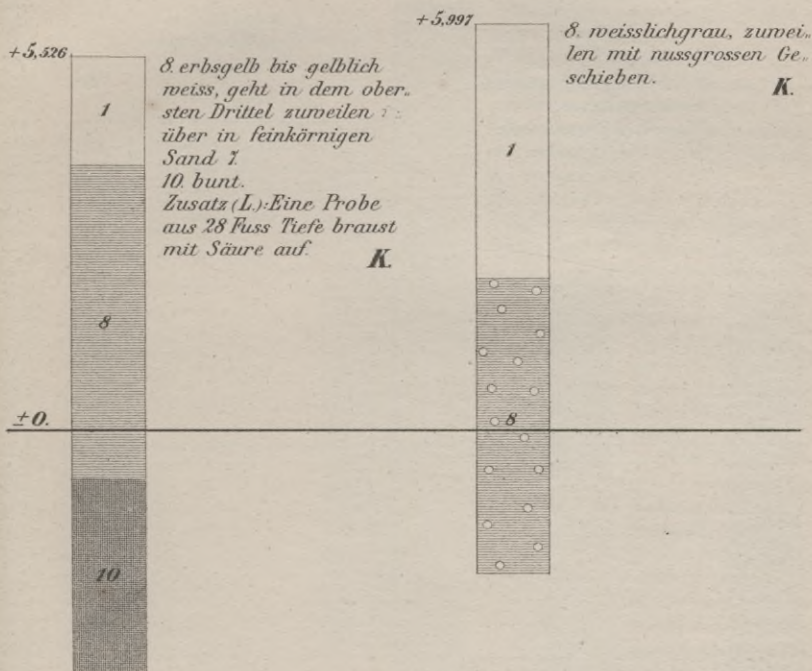 +5,526
8. erbsgelb bis gelblich
weiss, geht in dem ober„
sten Drittel zuweilen
über in feinkörnigen
Sand 7.
10. bunt.
Zusatz (L.): Eine Probe
aus 28 Fuss Tiefe braust
mit Säure auf.
K.
1
8
10
±0.
+5,997
8. weisslichgrau, zuwei„
len mit nussgrossen Ge„
schieben.
K.
1
8